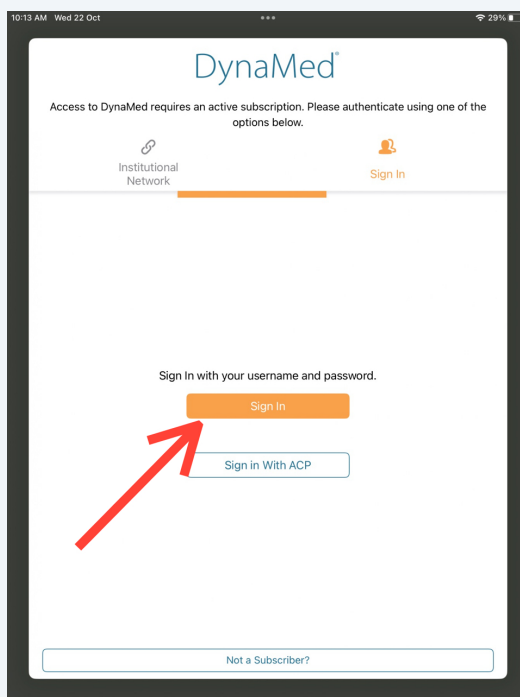 10:13 AM Wed 22 Oct
29%
DynaMed®
Access to DynaMed requires an active subscription. Please authenticate using one of the
options below.
Institutional
Network
Sign In
Sign In with your username and password.
Sign In
Sign in With ACP
Not a Subscriber?